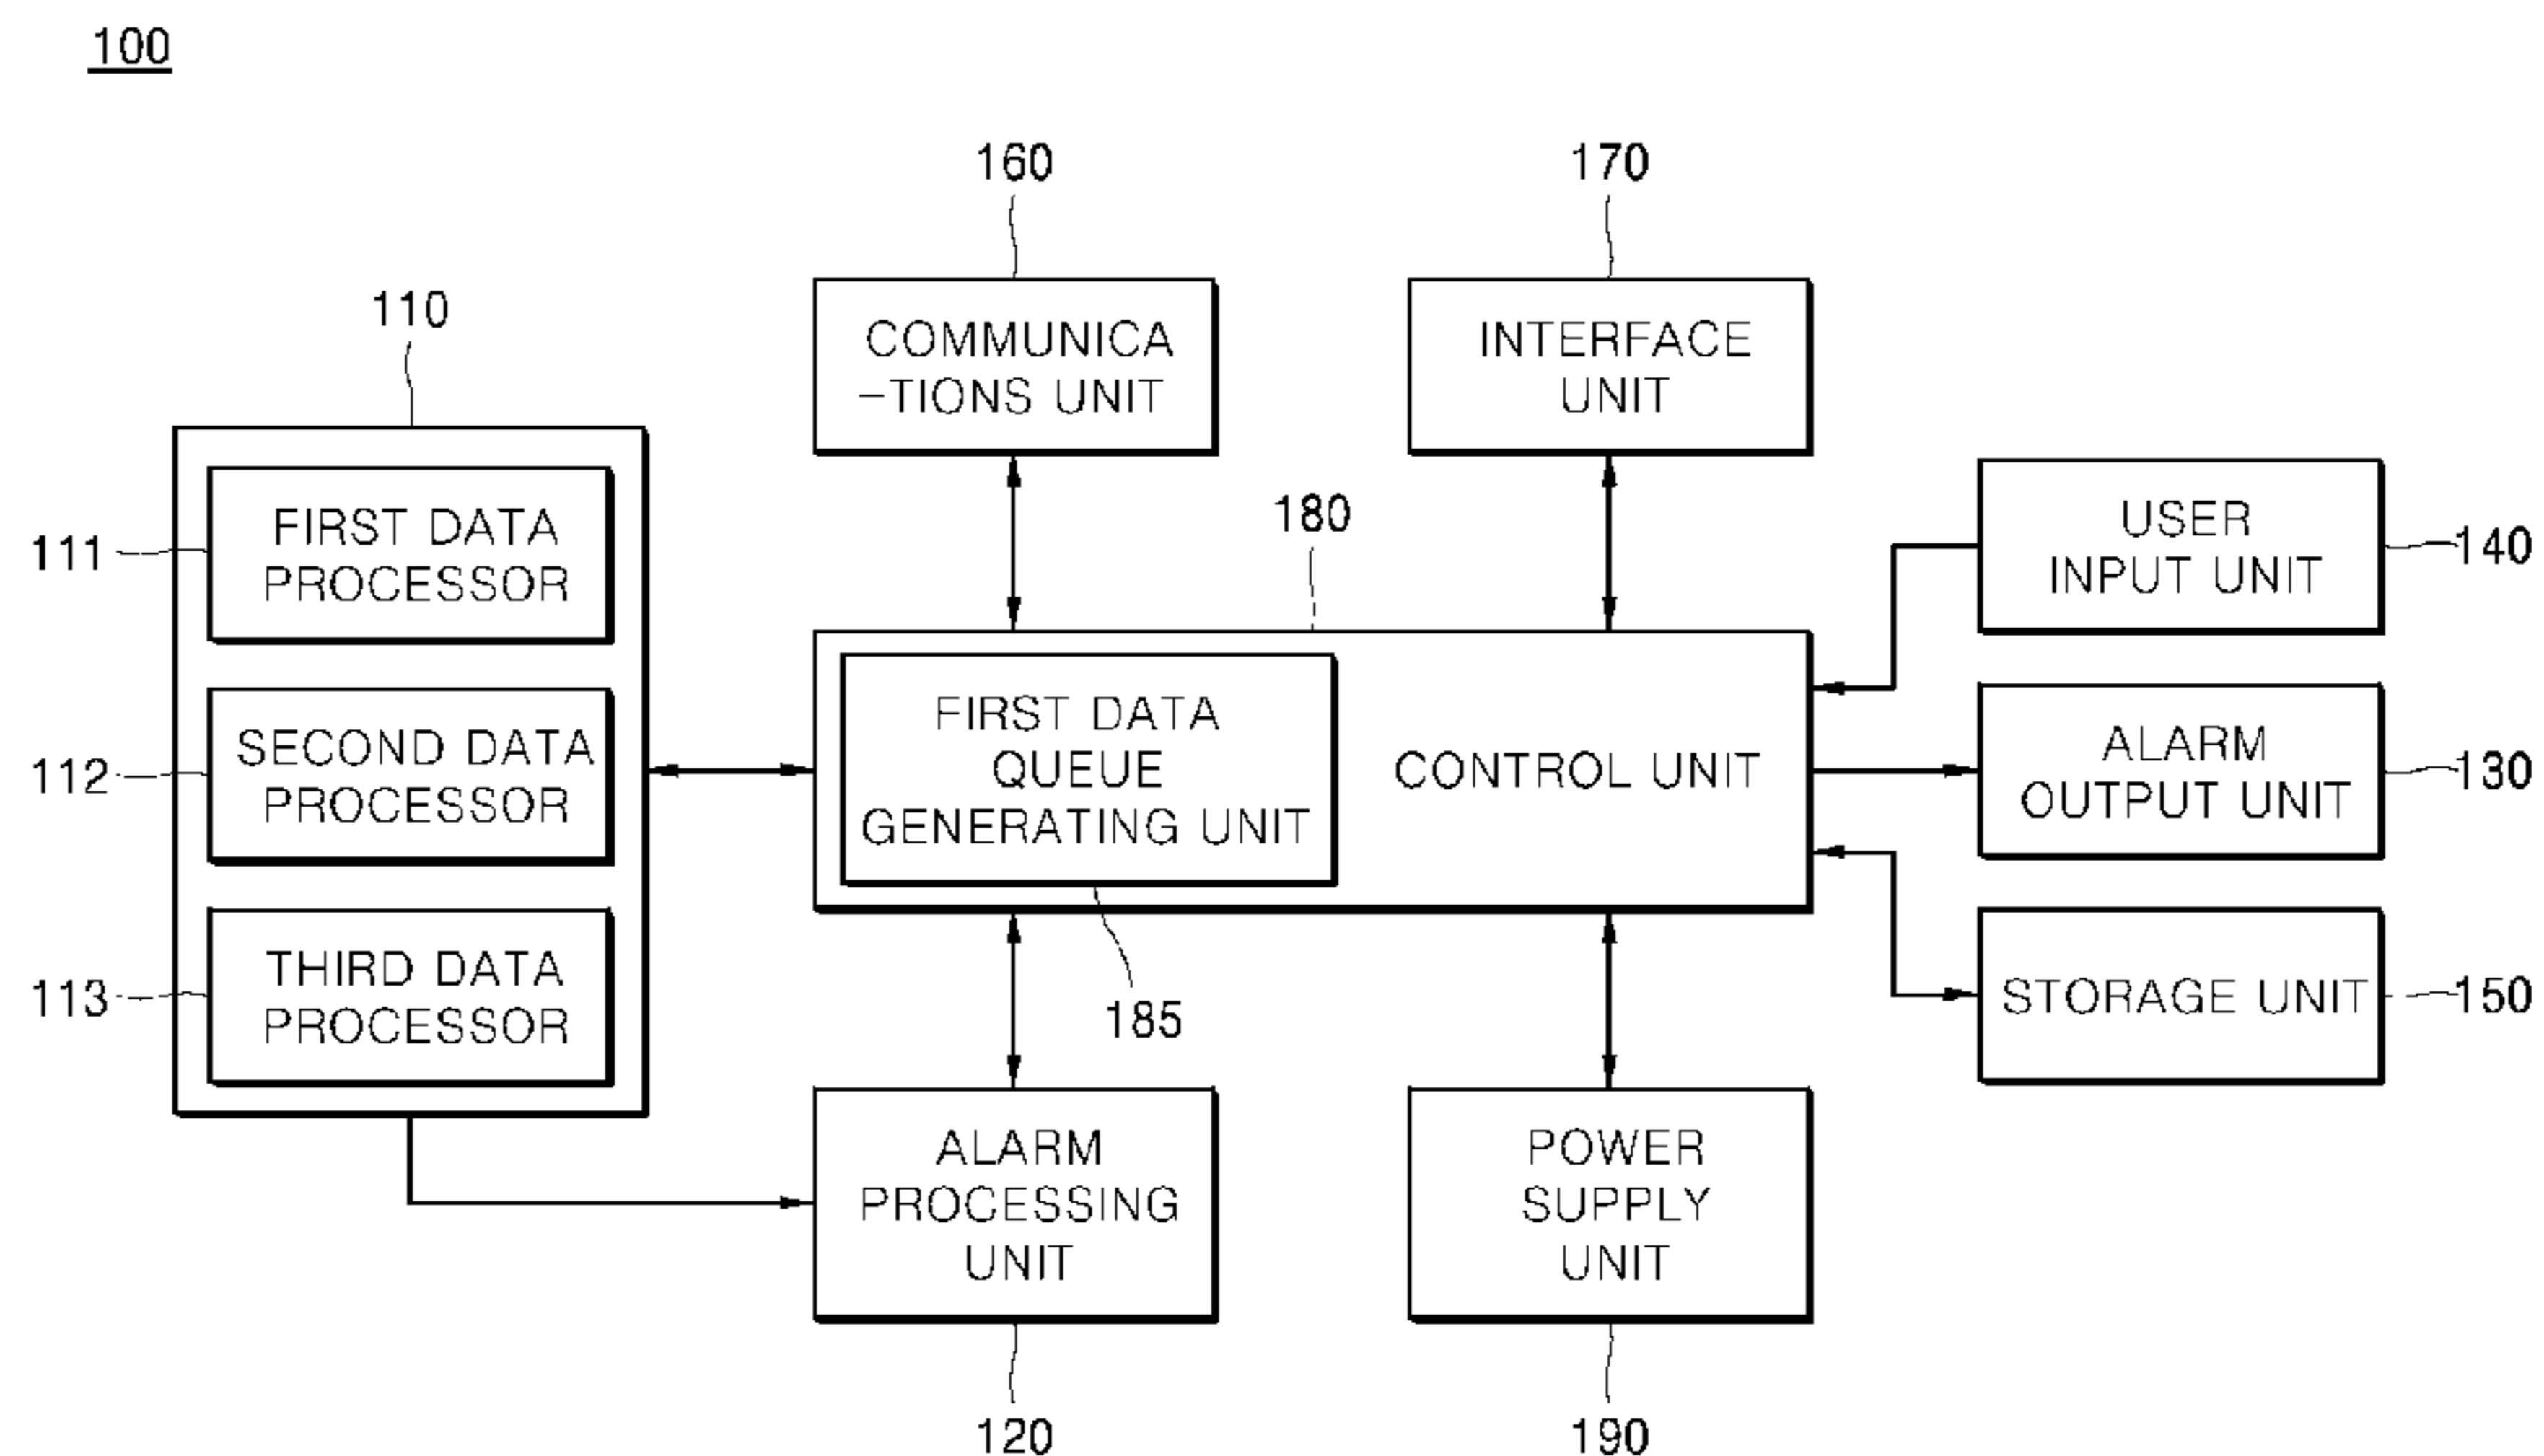 100
160
170
110
COMMUNICA
-TIONS UNIT
INTERFACE
UNIT
180
FIRST DATA
PROCESSOR
111
USER
INPUT UNIT
140
SECOND DATA
PROCESSOR
112
FIRST DATA
QUEUE
GENERATING UNIT
CONTROL UNIT
ALARM
OUTPUT UNIT
130
THIRD DATA
PROCESSOR
113
185
STORAGE UNIT
150
ALARM
PROCESSING
UNIT
POWER
SUPPLY
UNIT
120
190